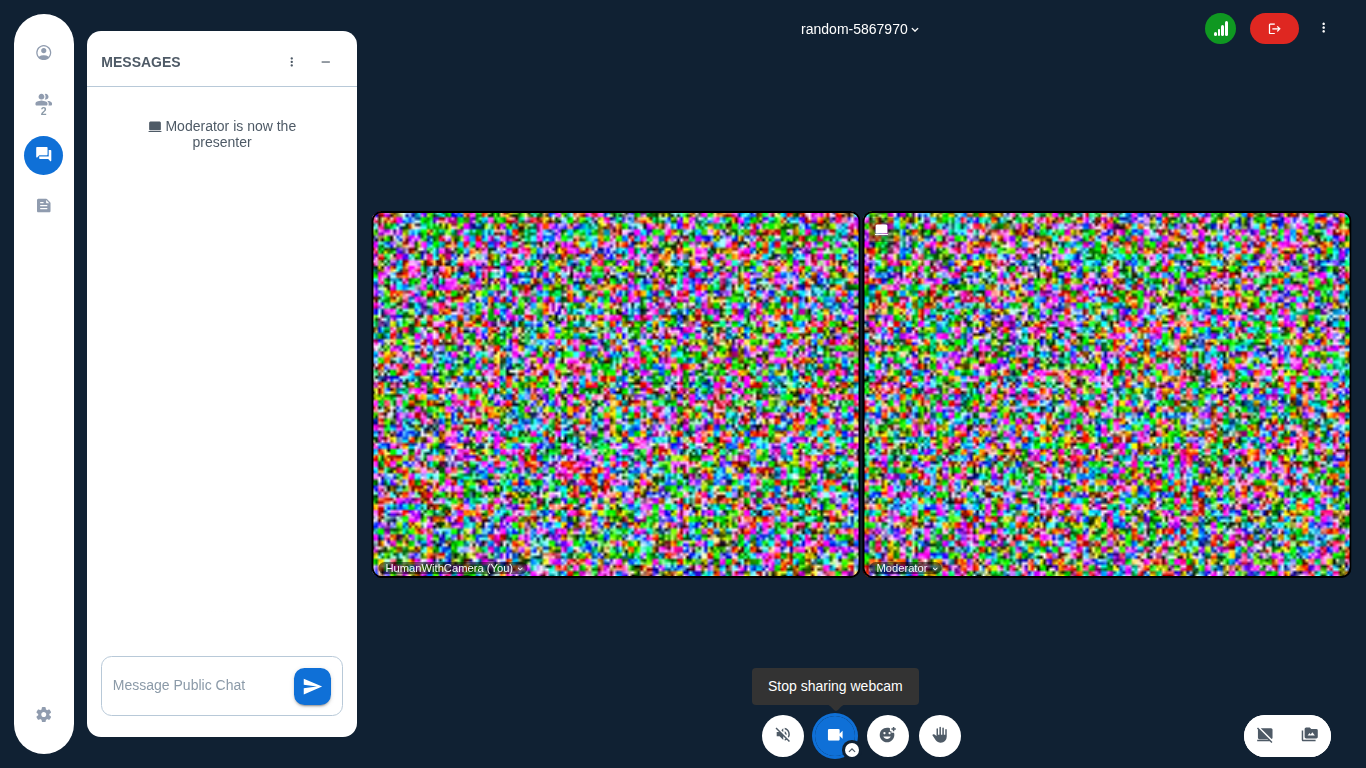 random-5867970
MESSAGES
2
Moderator is now the
presenter
HumanWithCamera (You)
Moderator
Message Public Chat
Stop sharing webcam